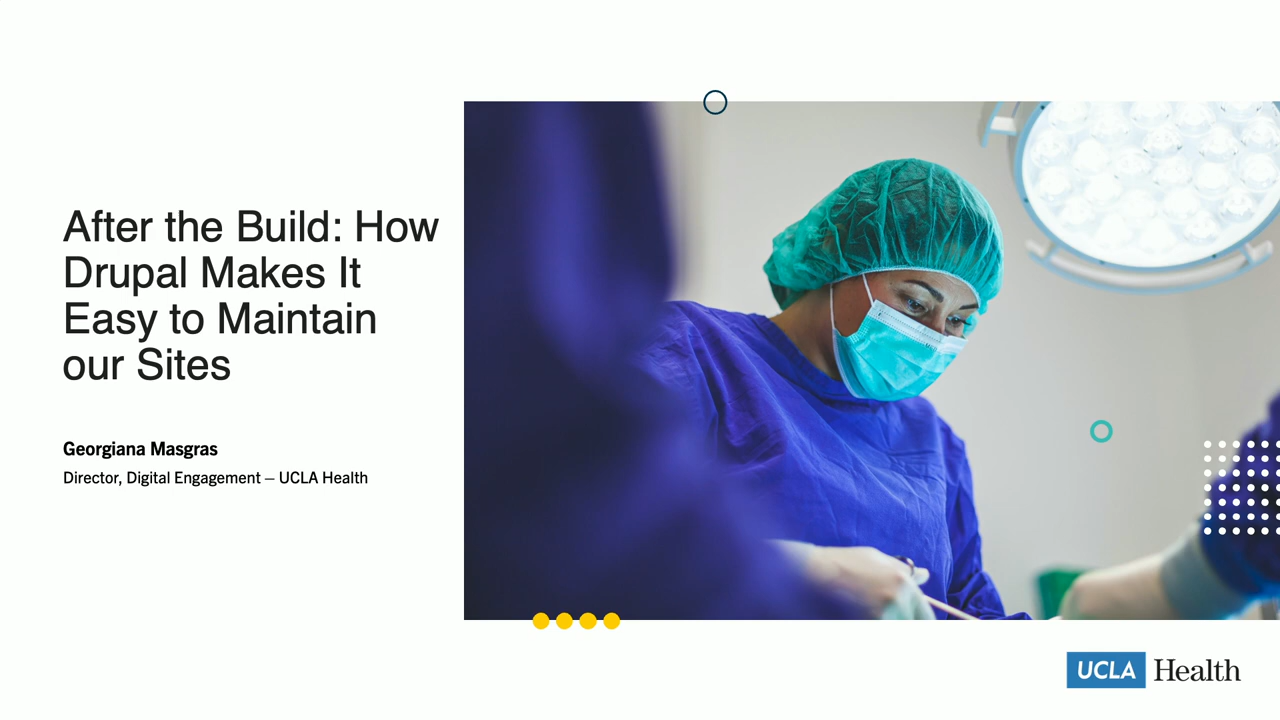 After the Build: How
Drupal Makes It
Easy to Maintain
our Sites
Georgiana Masgras
Director, Digital Engagement – UCLA Health
UCLA Health